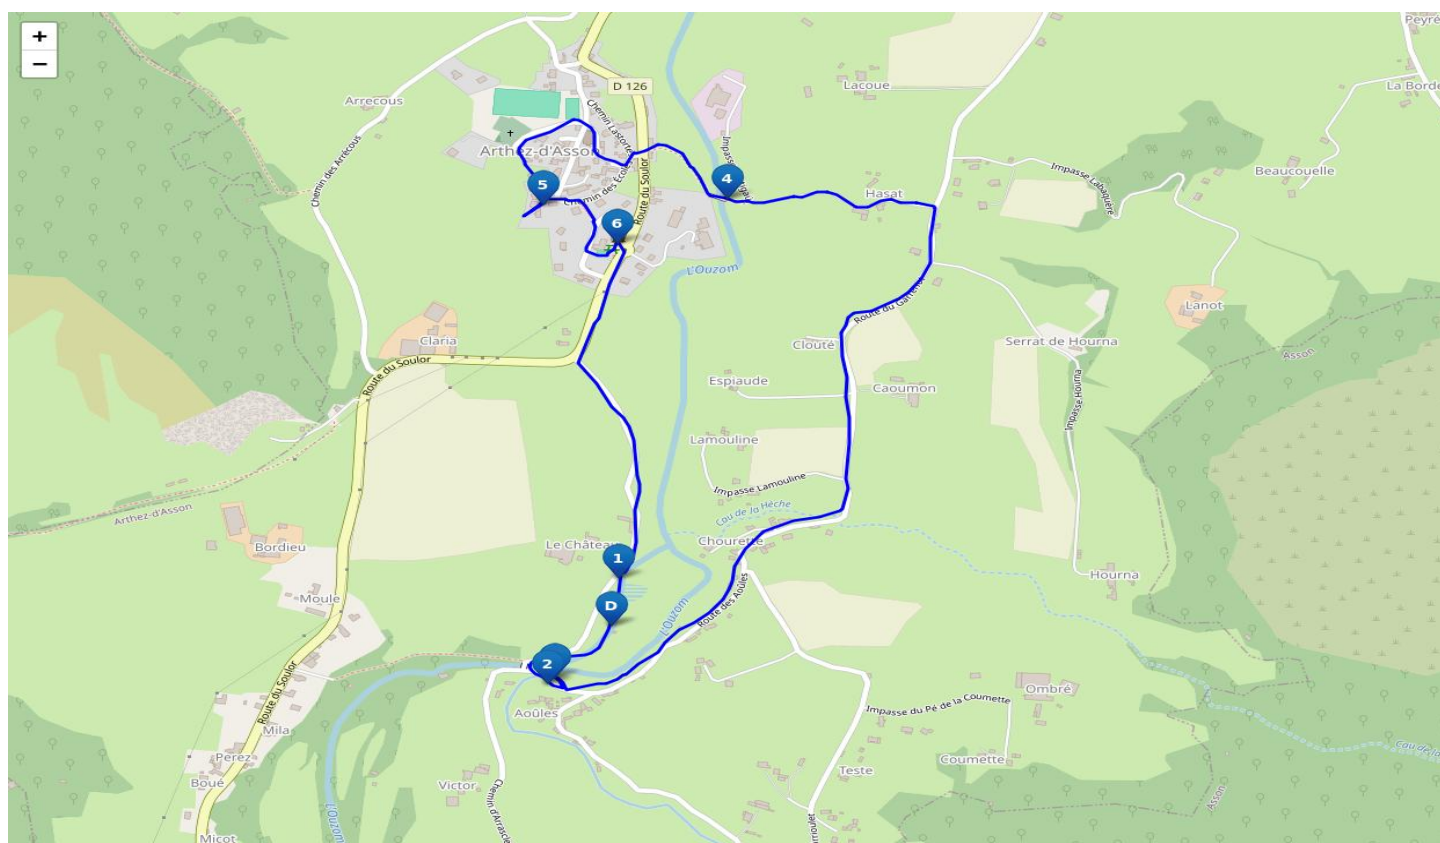 +
−
Peyré
D 126
Lacoue
La Borde
Arrecous
Chemin Lastorte
Chemin des Arrécous
Arthez-d'Asson
Impasse Labaquère
Beaucouelle
Chemin des Écoles
Route du Soulor
4
5
Hasat
6
L'Ouzom
Lanot
Route du Garrenot
Claria
Clouté
Serrat de Hourna
Asson
Route du Soulor
Espiaude
Caoumon
Impasse Hourna
Lamouline
Impasse Lamouline
Arthez-d'Asson
Cau de la Hèche
Bordieu
Le Château
Chourette
1
Hourna
Moule
D
L'Ouzom
Route des Aoûles
2
Route du Soulor
Ombré
Impasse du Pé de la Coumette
Aoûles
Mila
Perez
Coumette
Cau de la
Boué
Victor
Teste
Asson
Chemin d'Arrascle
L'Ouzom
Micot